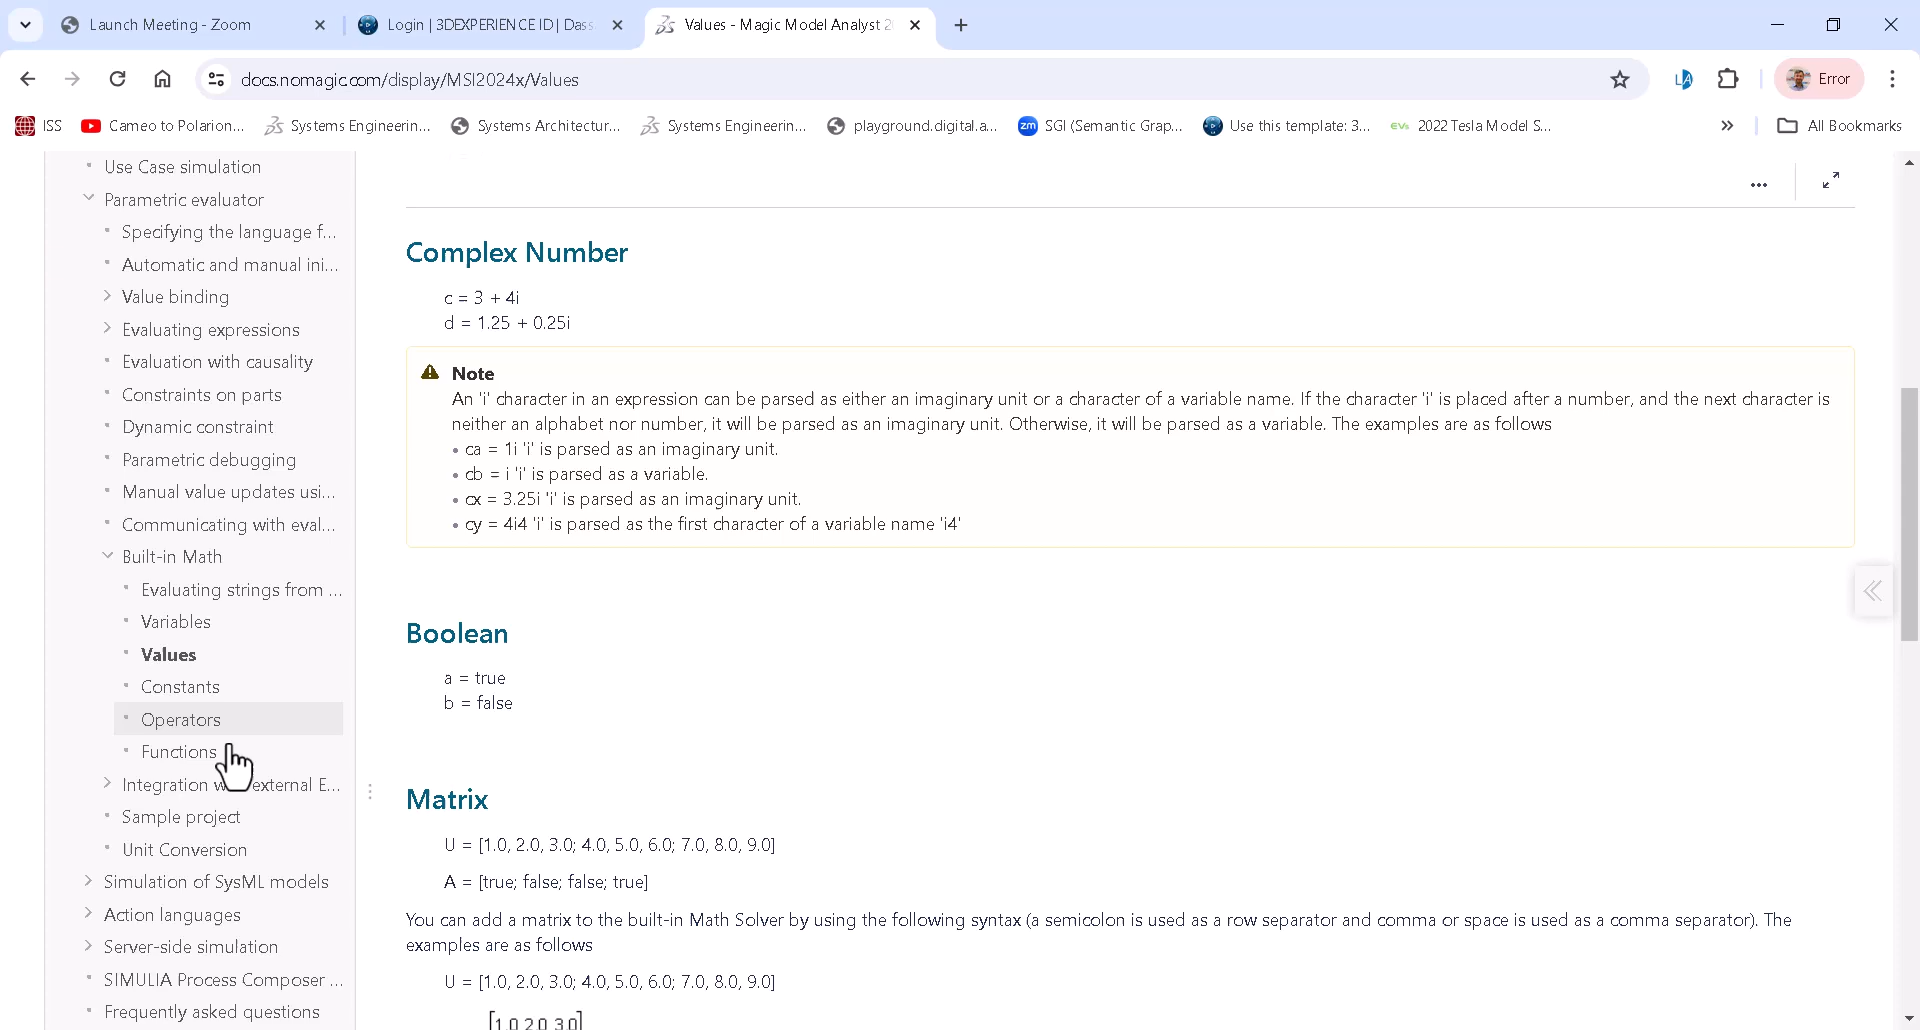 Launch Meeting - Zoom
Login | 3DEXPERIENCE ID | Dass
Values - Magic Model Analyst 2
docs.nomagic.com/display/MSI2024x/Values
Error
ISS
Cameo to Polarion...
Systems Engineerin...
Systems Architectur...
Systems Engineerin...
playground.digital.a...
zm SGI (Semantic Grap...
Use this template: 3...
EVs 2022 Tesla Model S...
All Bookmarks
Use Case simulation
Parametric evaluator
Specifying the language f...
Automatic and manual ini...
Value binding
Evaluating expressions
Evaluation with causality
Constraints on parts
Dynamic constraint
Parametric debugging
Manual value updates usi...
Communicating with eval...
Built-in Math
Evaluating strings from ...
Variables
Values
Constants
Operators
Functions
Integration w external E...
Sample project
Unit Conversion
Simulation of SysML models
Action languages
Server-side simulation
SIMULIA Process Composer ...
Frequently asked questions
Complex Number
c = 3 + 4i
d = 1.25 + 0.25i
Note
An 'i' character in an expression can be parsed as either an imaginary unit or a character of a variable name. If the character 'i' is placed after a number, and the next character is
neither an alphabet nor number, it will be parsed as an imaginary unit. Otherwise, it will be parsed as a variable. The examples are as follows
• ca = 1i 'i' is parsed as an imaginary unit.
• cb = i 'i' is parsed as a variable.
• cx = 3.25i 'i' is parsed as an imaginary unit.
• cy = 4i4 'i' is parsed as the first character of a variable name 'i4'
Boolean
a = true
b = false
Matrix
U = [1.0, 2.0, 3.0; 4.0, 5.0, 6.0; 7.0, 8.0, 9.0]
A = [true; false; false; true]
You can add a matrix to the built-in Math Solver by using the following syntax (a semicolon is used as a row separator and comma or space is used as a comma separator). The
examples are as follows
U = [1.0, 2.0, 3.0; 4.0, 5.0, 6.0; 7.0, 8.0, 9.0]
[1.0 2.0 3.0]